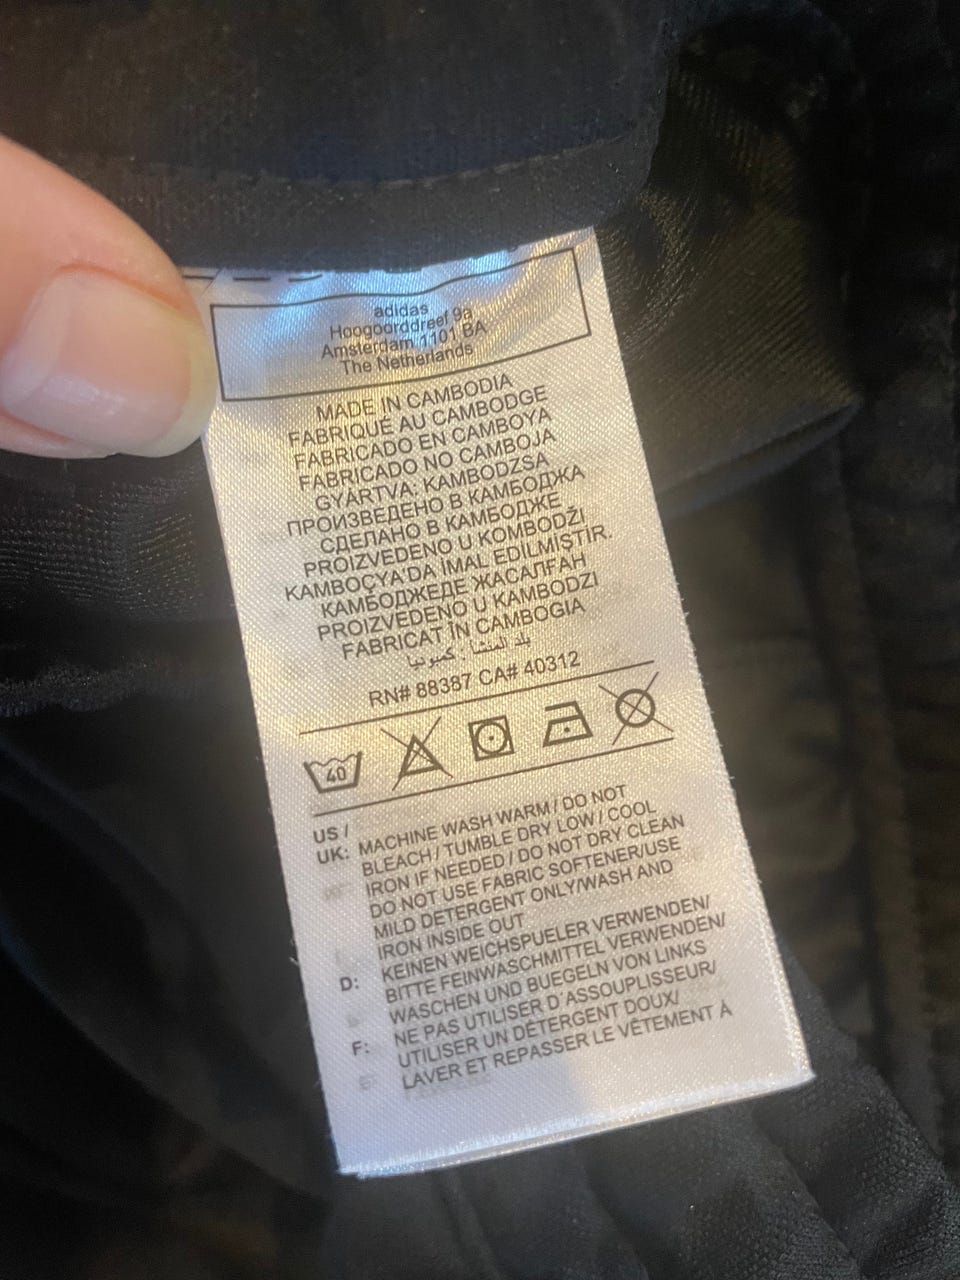 adidas
Hoogoorddreef 9a
Amsterdam 1101 BA
The Netherlands
MADE IN CAMBODIA
FABRIQUÉ AU CAMBODGE
FABRICADO EN CAMBOYA
FABRICADO NO CAMBOJA
GYÁRTVA: KAMBODZSA
ПРОИЗВЕДЕНО В КАМБОДЖА
СДЕЛАНО В КАМБОДЖЕ
PROIZVEDENO U KOMBODŽI
KAMBOÇYA'DA İMAL EDİLMİŞTİR.
КАМБОДЖЕДЕ ЖАСАЛҒАН
PROIZVEDENO U KAMBODZI
FABRICAT ÎN CAMBOGIA
بلد المنشأ : كمبوديا
RN# 88387 CA# 40312
40
US /
UK: MACHINE WASH WARM / DO NOT
BLEACH / TUMBLE DRY LOW / COOL
IRON IF NEEDED / DO NOT DRY CLEAN
DO NOT USE FABRIC SOFTENER/USE
MILD DETERGENT ONLY/WASH AND
IRON INSIDE OUT
D: KEINEN WEICHSPUELER VERWENDEN/
BITTE FEINWASCHMITTEL VERWENDEN/
WASCHEN UND BUEGELN VON LINKS
F: NE PAS UTILISER D´ASSOUPLISSEUR/
UTILISER UN DÉTERGENT DOUX/
LAVER ET REPASSER LE VÊTEMENT À